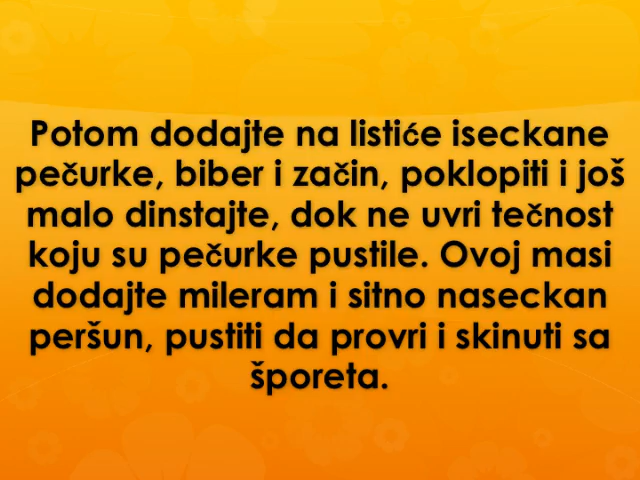 Potom dodajte na listiće iseckane
pečurke, biber i začin, poklopiti i još
malo dinstajte, dok ne uvri tečnost
koju su pečurke pustile. Ovoj masi
dodajte mileram i sitno naseckan
peršun, pustiti da provri i skinuti sa
šporeta.